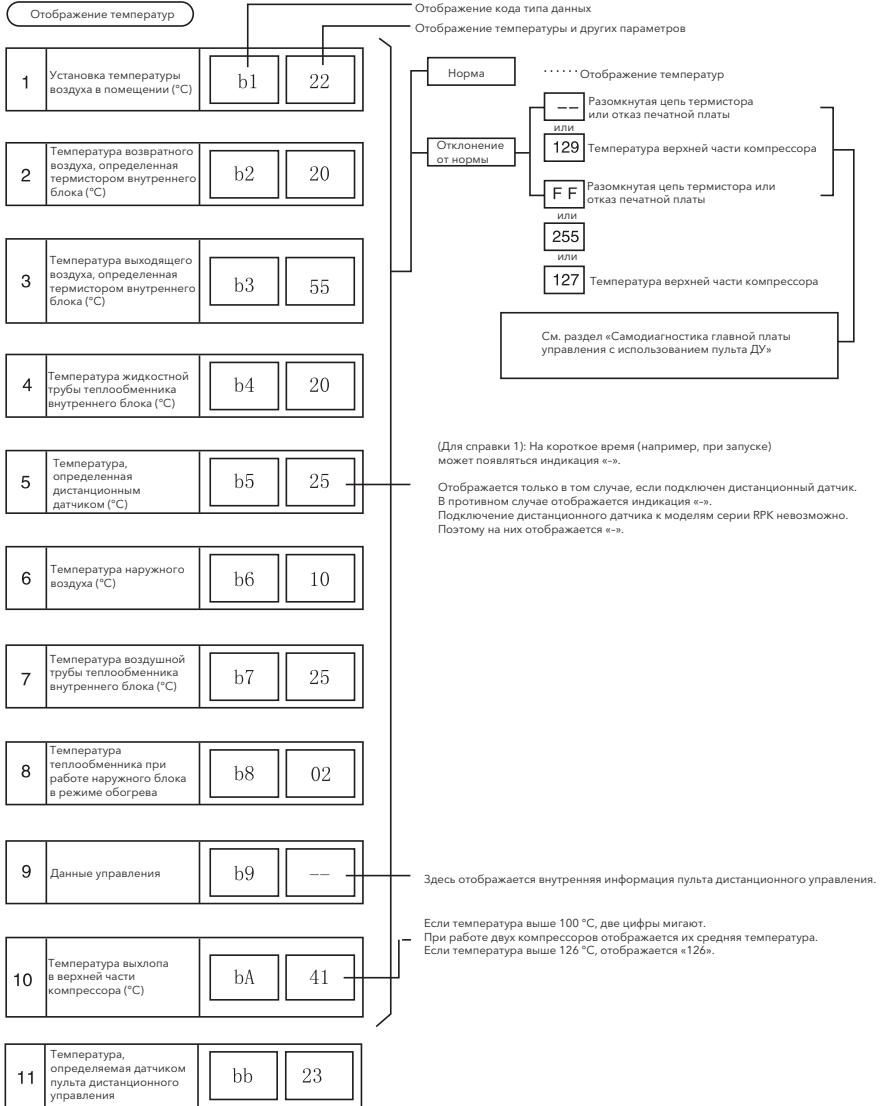 Отображение температур
Отображение кода типа данных
Отображение температуры и других параметров
1
Установка температуры
воздуха в помещении (°C)
b1
22
2
Температура возвратного
воздуха, определенная
термистором внутреннего
блока (°C)
b2
20
3
Температура выходящего
воздуха, определенная
термистором внутреннего
блока (°C)
b3
55
4
Температура жидкостной
трубы теплообменника
внутреннего блока (°C)
b4
20
5
Температура,
определенная
дистанционным
датчиком (°C)
b5
25
6
Температура наружного
воздуха (°C)
b6
10
7
Температура воздушной
трубы теплообменника
внутреннего блока (°C)
b7
25
8
Температура
теплообменника при
работе наружного блока
в режиме обогрева
b8
02
9
Данные управления
b9
--
10
Температура выхлопа
в верхней части
компрессора (°C)
bA
41
11
Температура,
определяемая датчиком
пульта дистанционного
управления
bb
23
Норма
······Отображение температур
Отклонение
от нормы
--
Разомкнутая цепь термистора
или отказ печатной платы
или
129
Температура верхней части компрессора
F F
Разомкнутая цепь термистора или
отказ печатной платы
или
255
или
127
Температура верхней части компрессора
См. раздел «Самодиагностика главной платы
управления с использованием пульта ДУ»
(Для справки 1): На короткое время (например, при запуске)
может появляться индикация «–».
Отображается только в том случае, если подключен дистанционный датчик.
В противном случае отображается индикация «–».
Подключение дистанционного датчика к моделям серии RPK невозможно.
Поэтому на них отображается «–».
Здесь отображается внутренняя информация пульта дистанционного управления.
Если температура выше 100 °C, две цифры мигают.
При работе двух компрессоров отображается их средняя температура.
Если температура выше 126 °C, отображается «126».